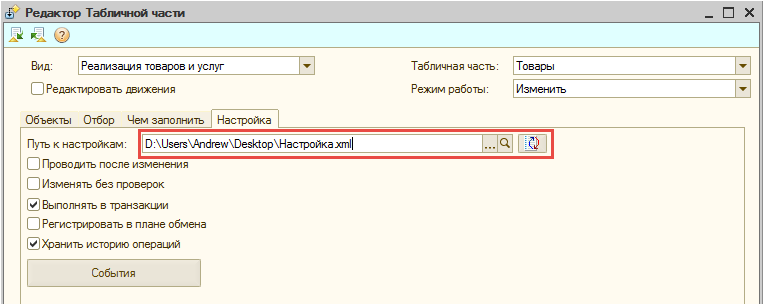 Редактор Табличной части
Вид: Реализация товаров и услуг Табличная часть: Товары
Редактировать движения Режим работы: Изменить
Объекты Отбор Чем заполнить Настройка
Путь к настройкам: D:\Users\Andrew\Desktop\Настройка.xml ...
Проводить после изменения
Изменять без проверок
Выполнять в транзакции
Регистрировать в плане обмена
Хранить историю операций
События